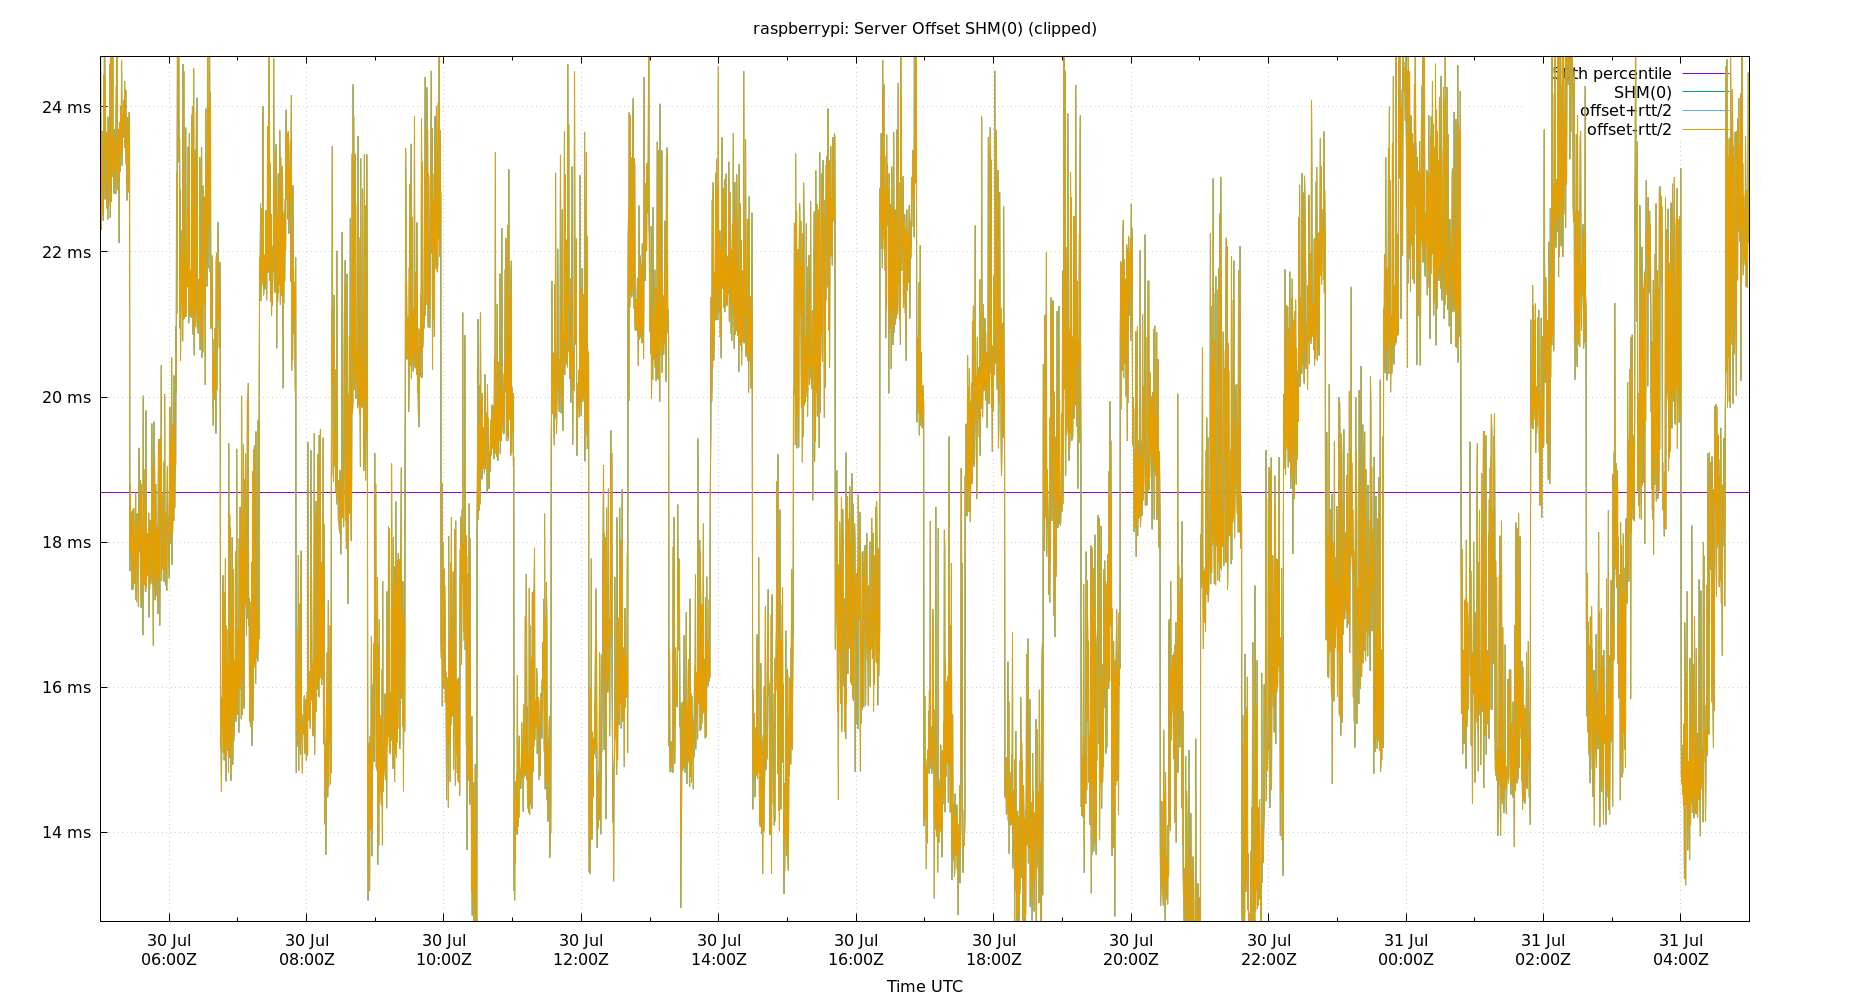 raspberrypi: Server Offset SHM(0) (clipped)
percentile
SHM(0)
offset+rtt/2
offset-rtt/2
24 ms
22 ms
20 ms
18 ms
16 ms
14 ms
30 Jul 30 Jul 30 Jul 30 Jul 30 Jul 30 Jul 30 Jul 30 Jul 30 Jul 31 Jul 31 Jul 31 Jul
06:00Z 08:00Z 10:00Z 12:00Z 14:00Z 16:00Z 18:00Z 20:00Z 22:00Z 00:00Z 02:00Z 04:00Z
Time UTC